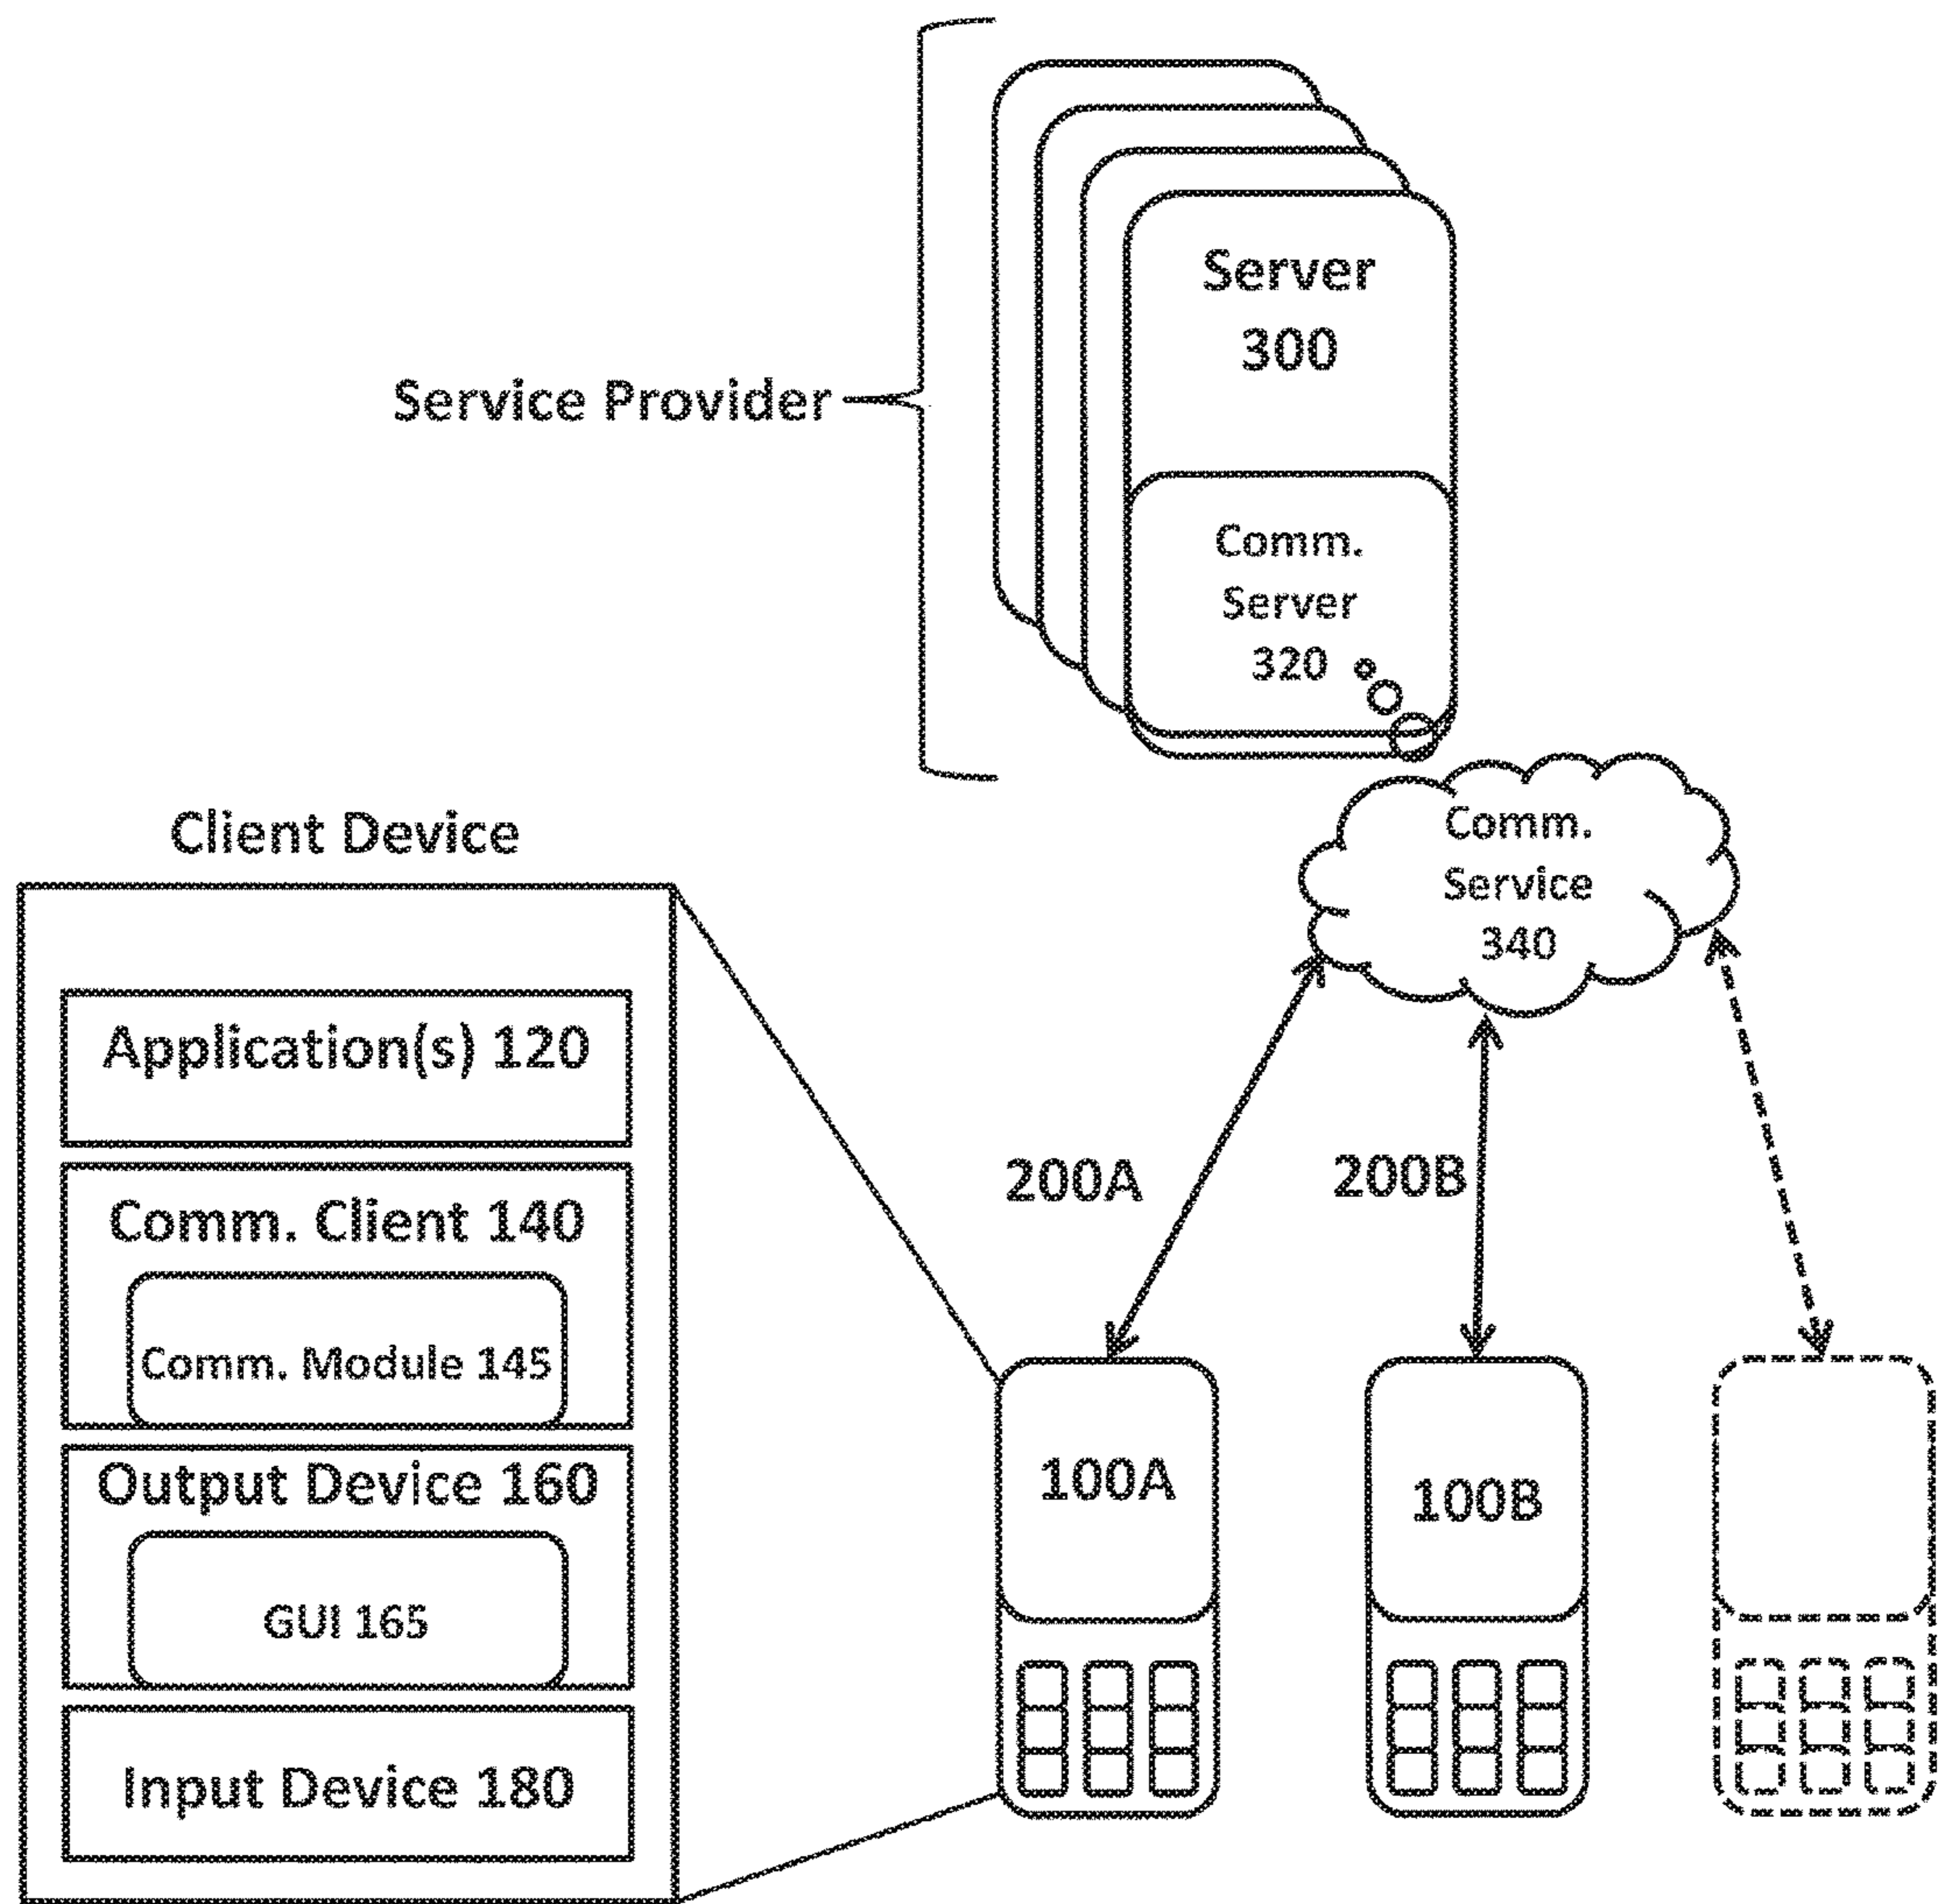 Server
300
Service Provider
Comm.
Server
320
Client Device
Comm.
Service
340
Application(s) 120
Comm. Client 140
Comm. Module 145
Output Device 160
GUI 165
Input Device 180
200A
200B
100A
100B